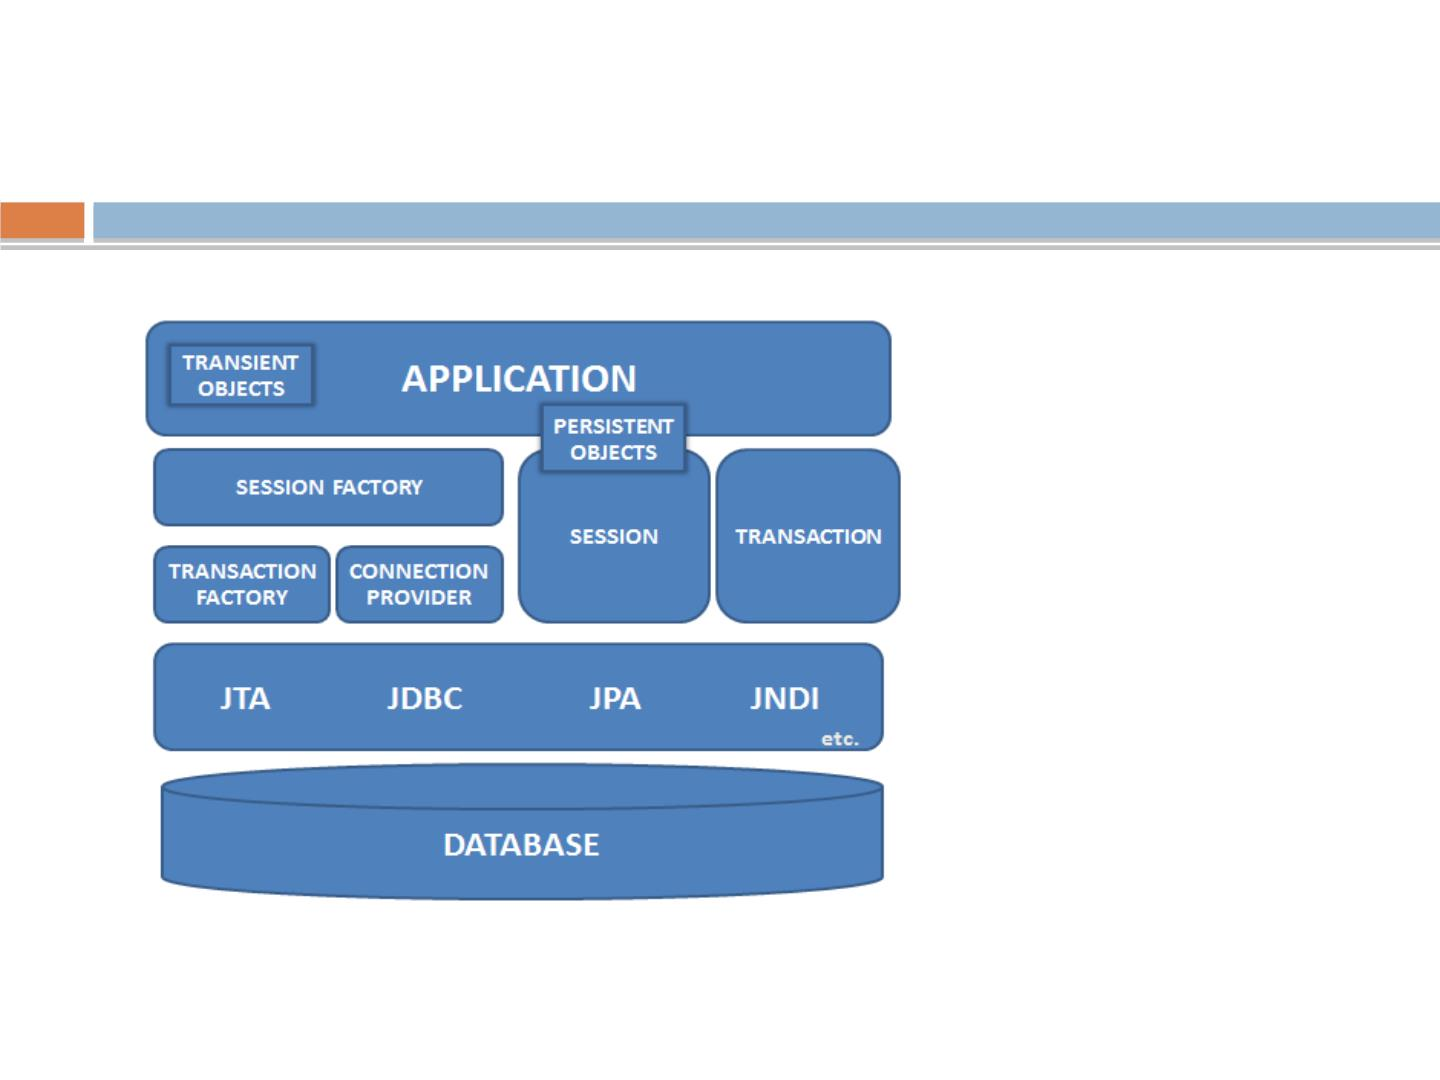 TRANSIENT
OBJECTS
APPLICATION
PERSISTENT
OBJECTS
SESSION FACTORY
SESSION
TRANSACTION
TRANSACTION
FACTORY
CONNECTION
PROVIDER
JTA JDBC JPA JNDI
etc.
DATABASE